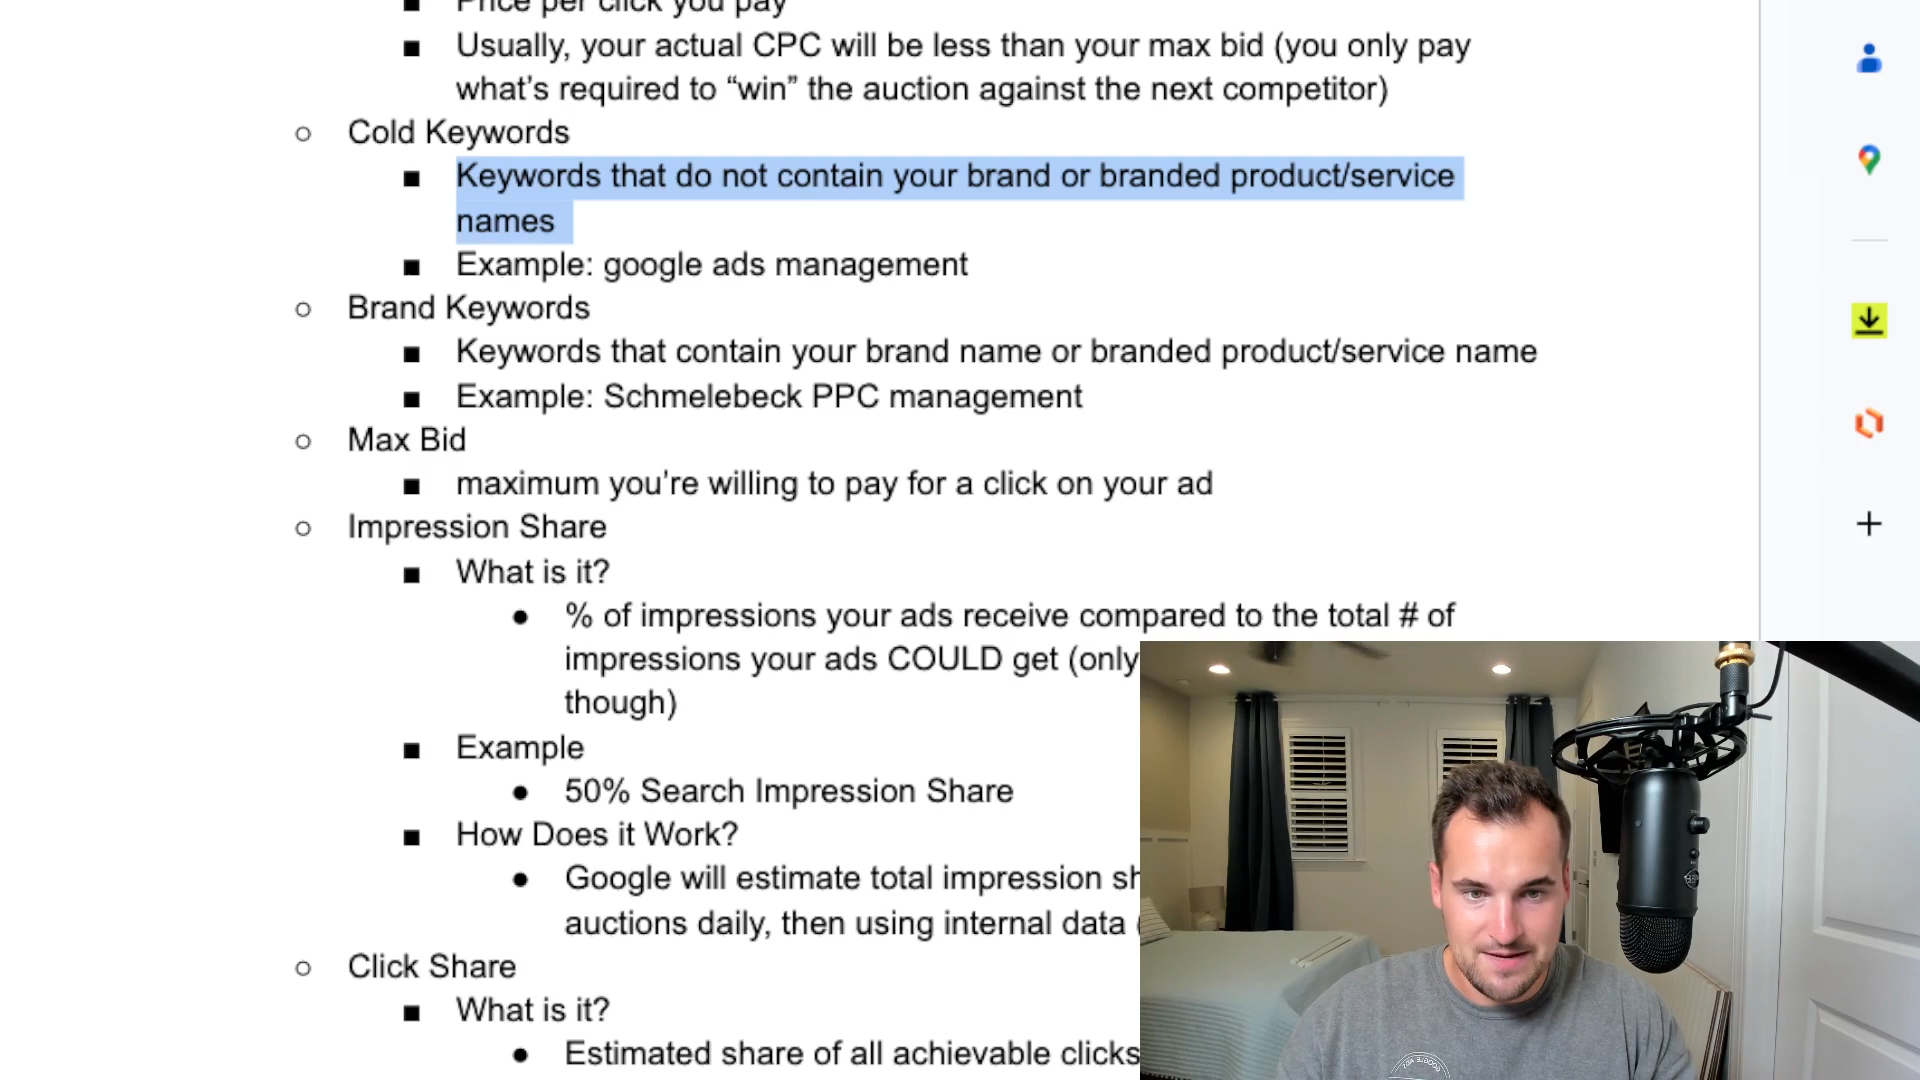 Price per click you pay
Usually, your actual CPC will be less than your max bid (you only pay
what's required to “win” the auction against the next competitor)
Cold Keywords
Keywords that do not contain your brand or branded product/service
names
Example: google ads management
Brand Keywords
Keywords that contain your brand name or branded product/service name
Example: Schmelebeck PPC management
Max Bid
maximum you're willing to pay for a click on your ad
Impression Share
What is it?
% of impressions your ads receive compared to the total # of
impressions your ads COULD get (only
though)
Example
50% Search Impression Share
How Does it Work?
Google will estimate total impression
auctions daily, then using internal data
Click Share
What is it?
Estimated share of all achievable clicks